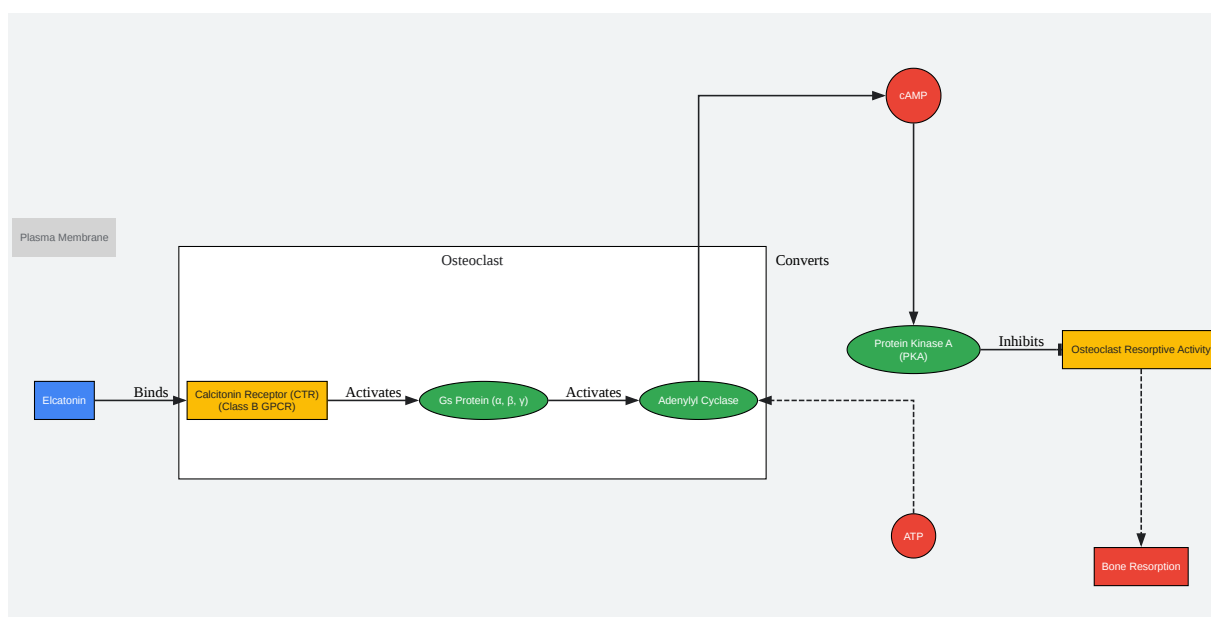 cAMP
Plasma Membrane
Osteoclast
Converts
Protein Kinase A
(PKA)
Inhibits
Osteoclast Resorptive Activity
Elcatonin
Binds
Calcitonin Receptor (CTR)
(Class B GPCR)
Activates
Gs Protein (α, β, γ)
Activates
Adenylyl Cyclase
ATP
Bone Resorption